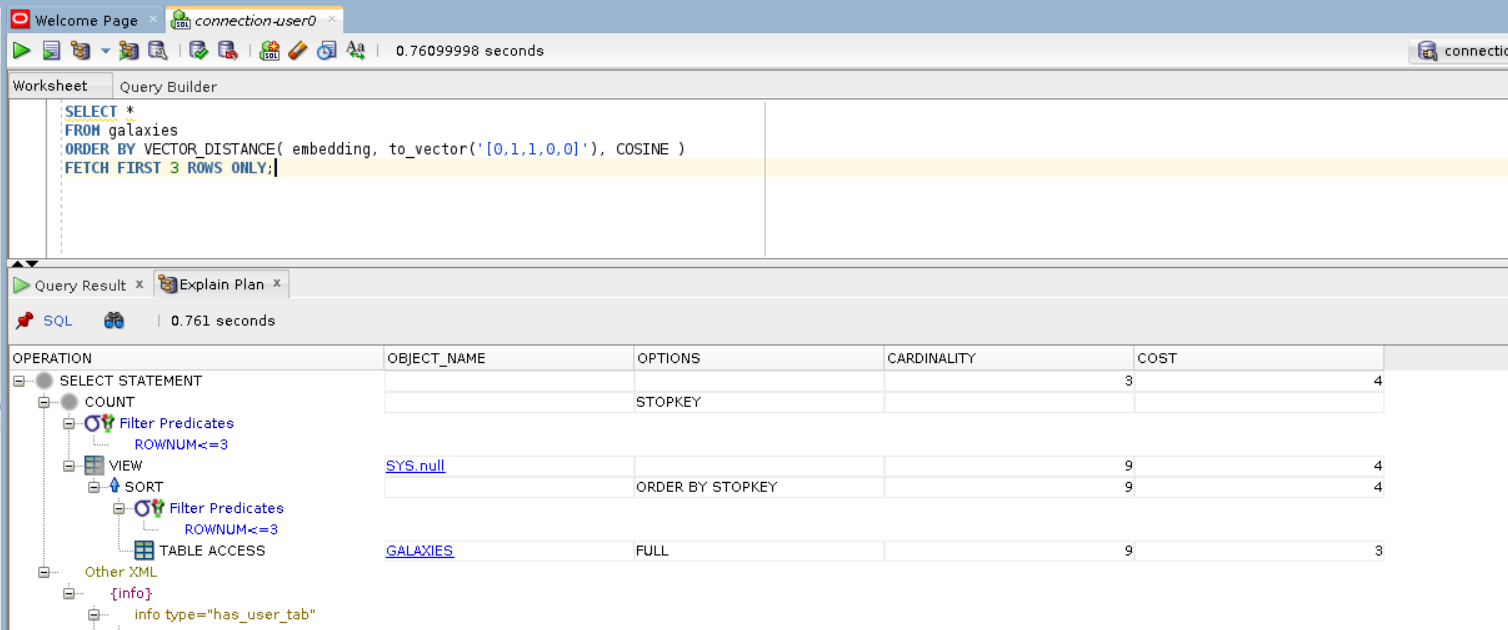 Welcome Page × connection-user0 ×
0.76099998 seconds connectio
Worksheet Query Builder
SELECT *
FROM galaxies
ORDER BY VECTOR_DISTANCE( embedding, to_vector('[0,1,1,0,0]'), COSINE )
FETCH FIRST 3 ROWS ONLY;
Query Result x Explain Plan x
SQL | 0.761 seconds
OPERATION OBJECT_NAME OPTIONS CARDINALITY COST
SELECT STATEMENT 3 4
COUNT STOPKEY
Filter Predicates
ROWNUM<=3
VIEW SYS.null 9 4
SORT ORDER BY STOPKEY 9 4
Filter Predicates
ROWNUM<=3
TABLE ACCESS GALAXIES FULL 9 3
Other XML
{info}
info type="has_user_tab"